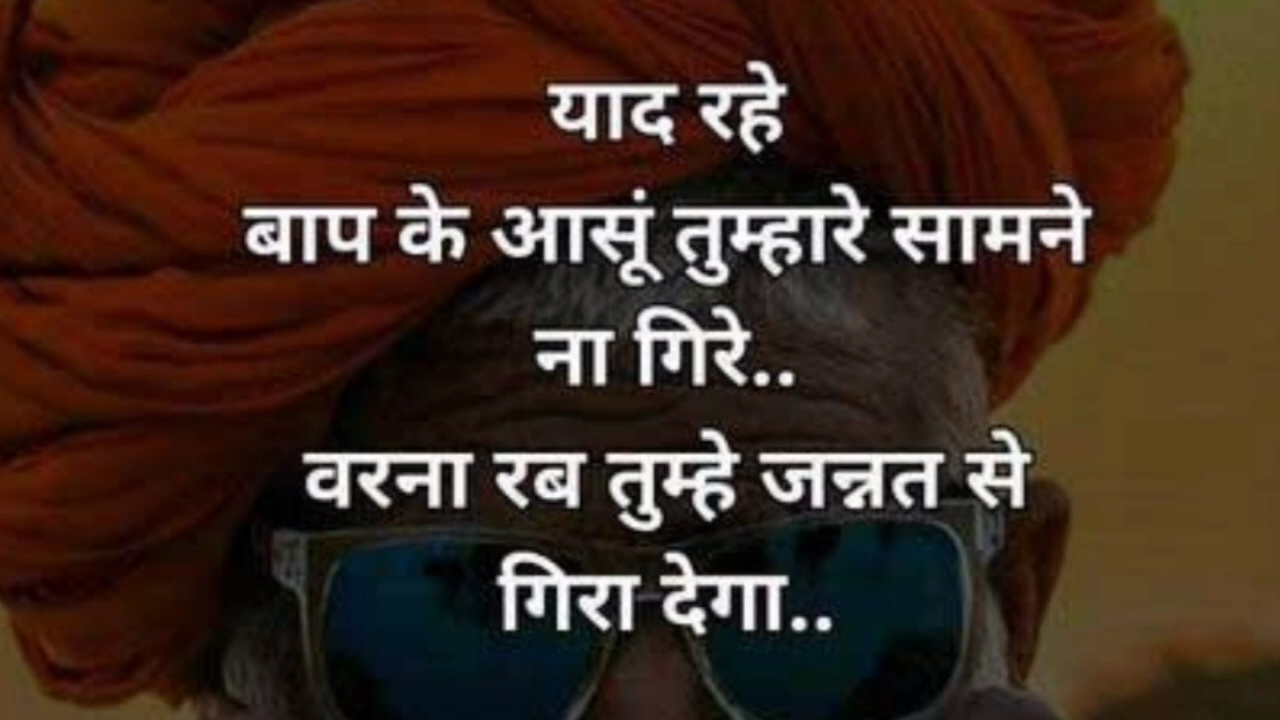 याद रहे
बाप के आसूं तुम्हारे सामने
ना गिरे..
वरना रब तुम्हे जन्नत से
गिरा देगा..